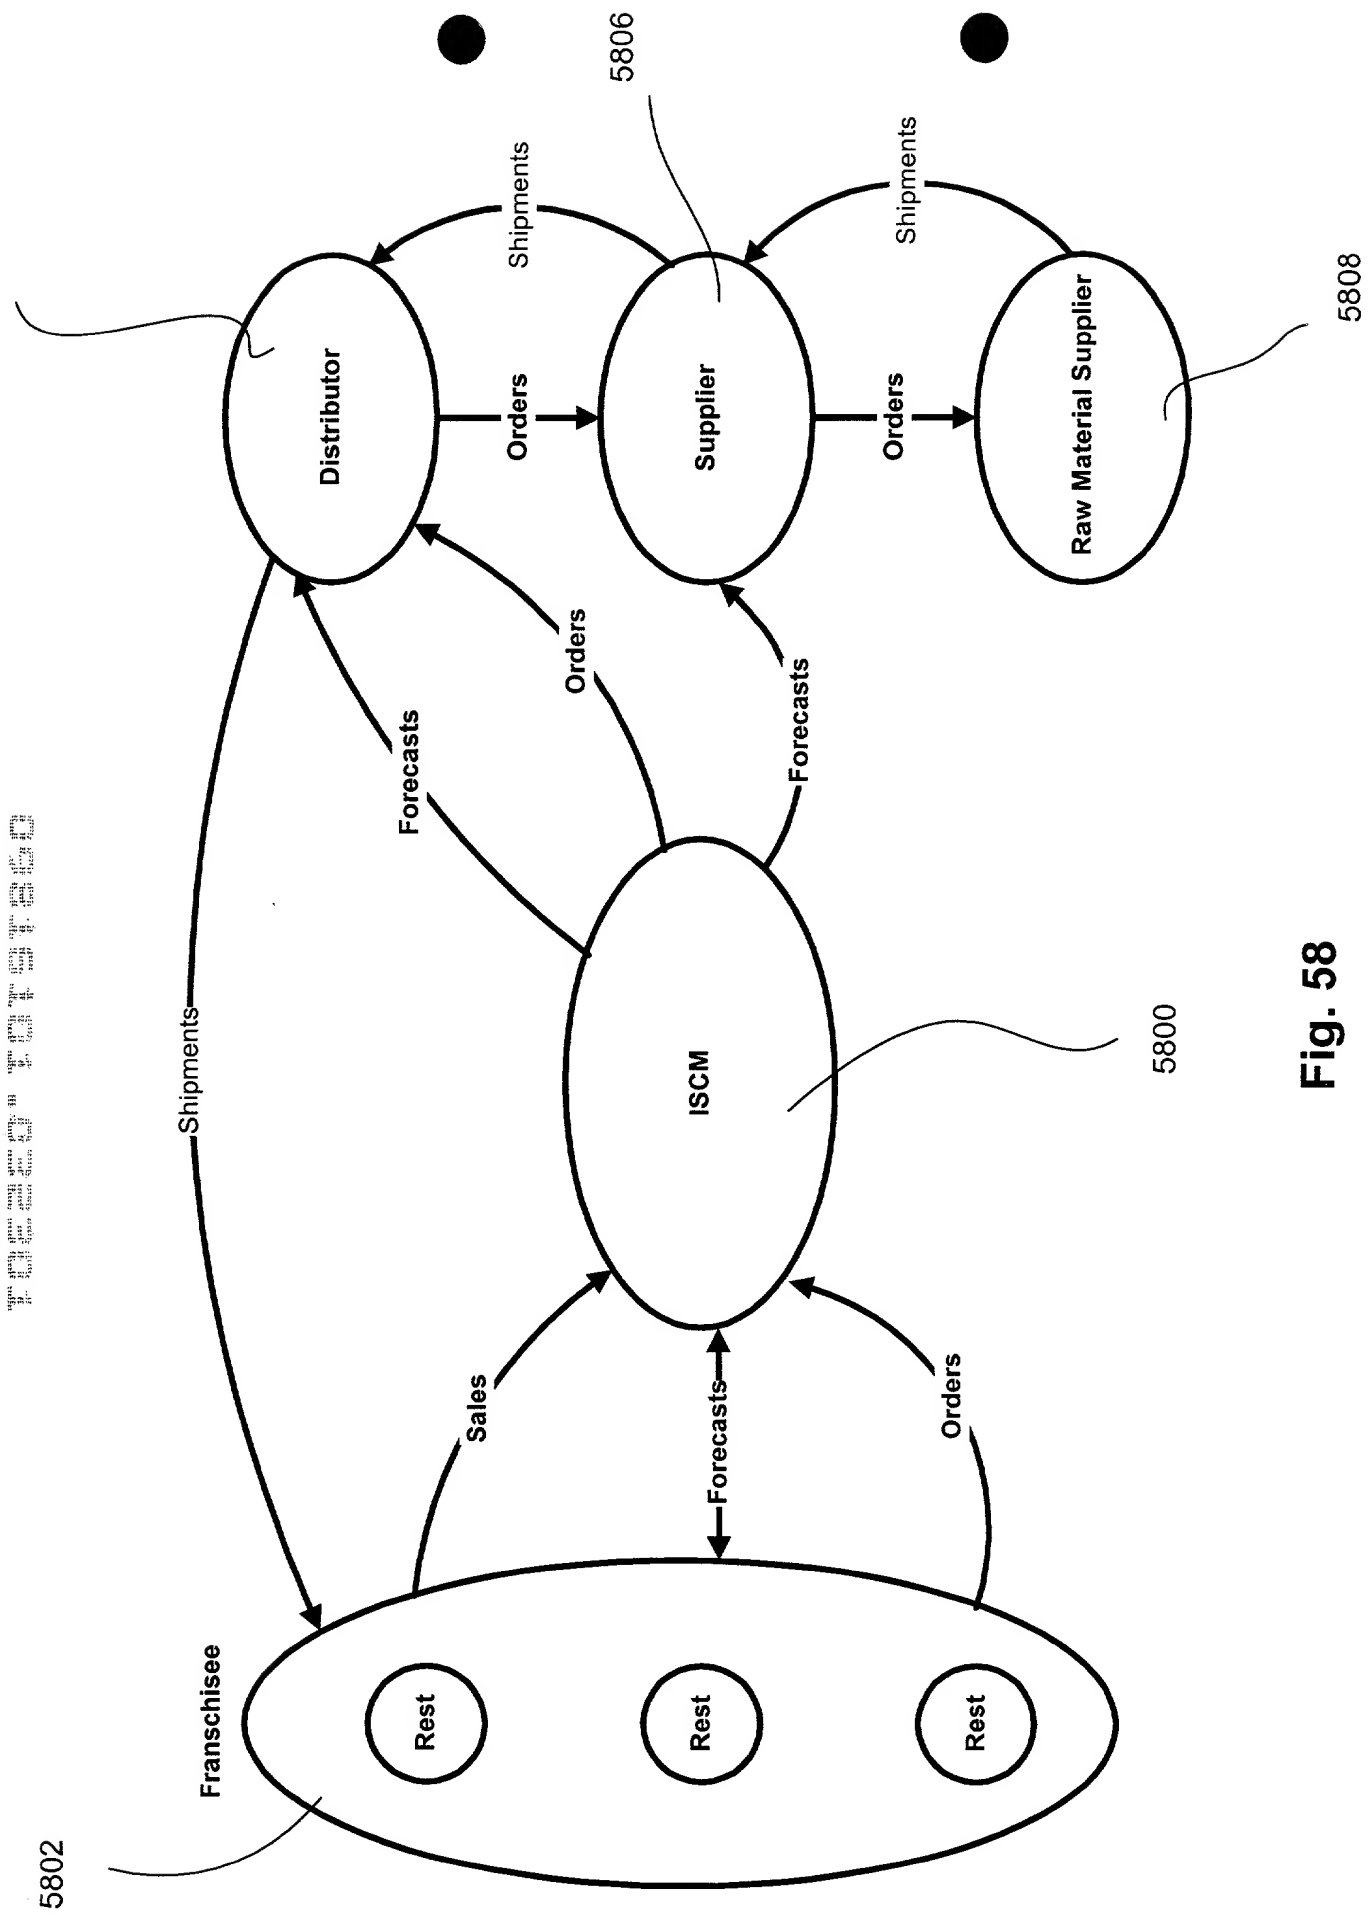 Franschisee
5802
Rest
Rest
Rest
Shipments
Sales
Forecasts
Orders
ISCM
5800
Forecasts
Orders
Forecasts
Distributor
Orders
Shipments
Supplier
5806
Orders
Shipments
Raw Material Supplier
5808
Fig. 58